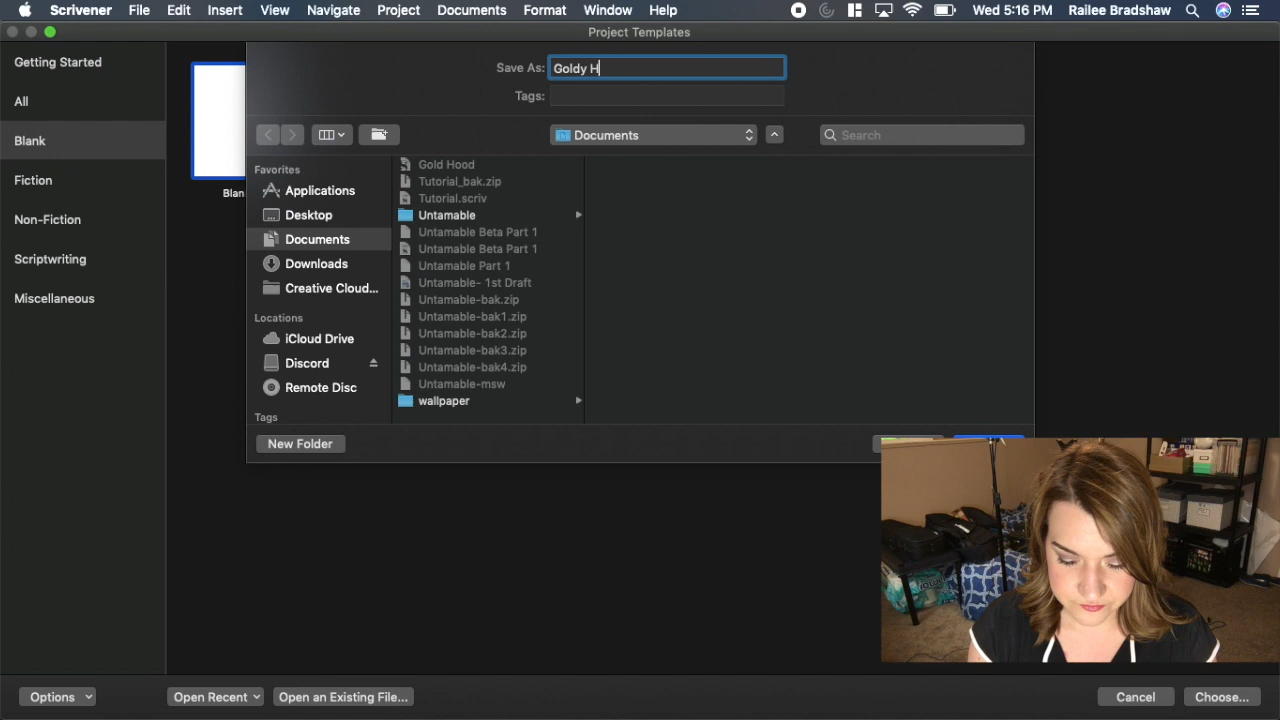 Scrivener File Edit Insert View Navigate Project Documents Format Window Help Wed 5:16 PM Railee Bradshaw
Project Templates
Getting Started
All
Blank
Fiction
Non-Fiction
Scriptwriting
Miscellaneous
Blan
Save As: Goldy H
Tags:
Documents
Search
Favorites
Applications
Desktop
Documents
Downloads
Creative Cloud...
Locations
iCloud Drive
Discord
Remote Disc
Tags
Gold Hood
Tutorial_bak.zip
Tutorial.scriv
Untamable
Untamable Beta Part 1
Untamable Beta Part 1
Untamable Part 1
Untamable- 1st Draft
Untamable-bak.zip
Untamable-bak1.zip
Untamable-bak2.zip
Untamable-bak3.zip
Untamable-bak4.zip
Untamable-msw
wallpaper
New Folder
Options Open Recent Open an Existing File... Cancel Choose...